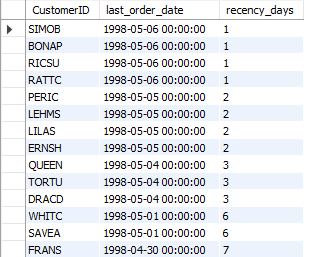 CustomerID last_order_date recency_days
SIMOB 1998-05-06 00:00:00 1
BONAP 1998-05-06 00:00:00 1
RICSU 1998-05-06 00:00:00 1
RATTC 1998-05-06 00:00:00 1
PERIC 1998-05-05 00:00:00 2
LEHMS 1998-05-05 00:00:00 2
LILAS 1998-05-05 00:00:00 2
ERNSH 1998-05-05 00:00:00 2
QUEEN 1998-05-04 00:00:00 3
TORTU 1998-05-04 00:00:00 3
DRACD 1998-05-04 00:00:00 3
WHITC 1998-05-01 00:00:00 6
SAVEA 1998-05-01 00:00:00 6
FRANS 1998-04-30 00:00:00 7